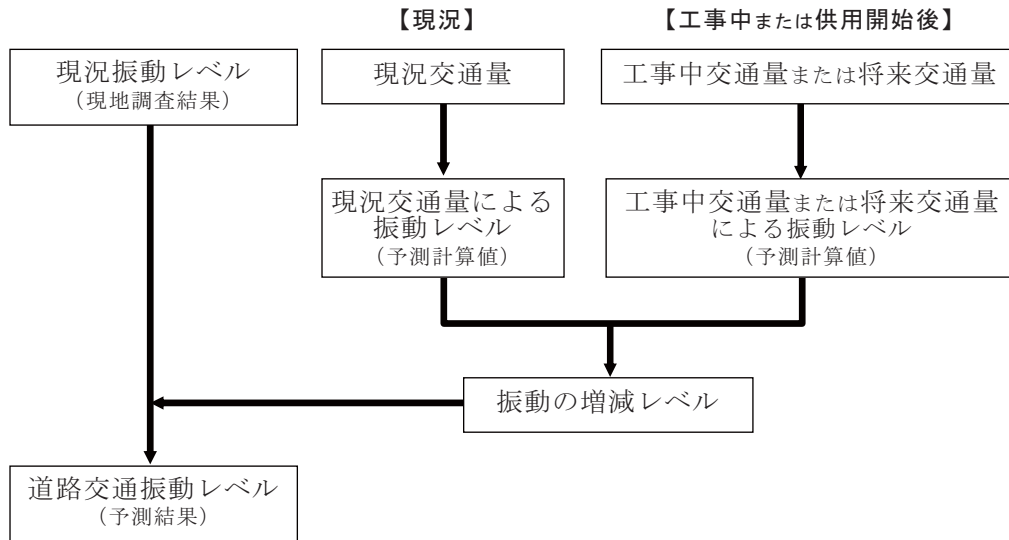 【現況】
【工事中または供用開始後】
現況振動レベル
（現地調査結果）
現況交通量
工事中交通量または将来交通量
現況交通量による
振動レベル
（予測計算値）
工事中交通量または将来交通量
による振動レベル
（予測計算値）
振動の増減レベル
道路交通振動レベル
（予測結果）